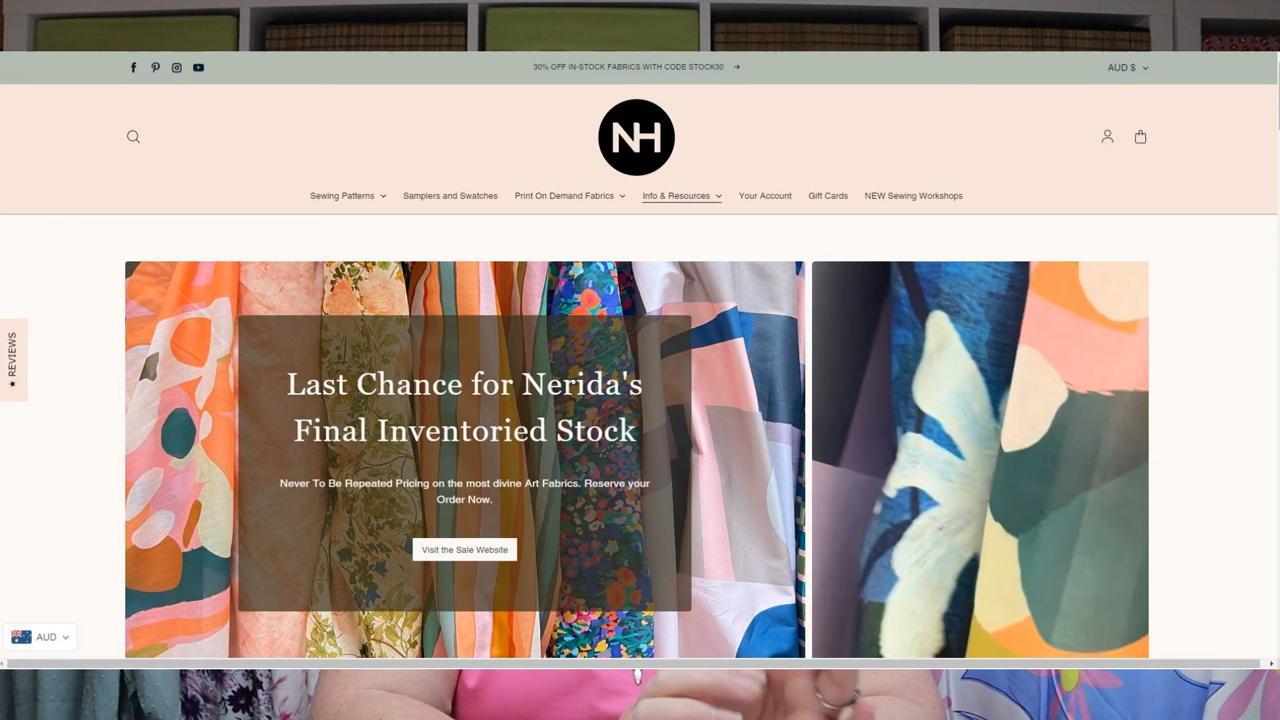 30% OFF IN-STOCK FABRICS WITH CODE STOCK30
AUD $
NH
Sewing Patterns
Samplers and Swatches
Print On Demand Fabrics
Info & Resources
Your Account
Gift Cards
NEW Sewing Workshops
★ REVIEWS
Last Chance for Nerida's
Final Inventoried Stock
Never To Be Repeated Pricing on the most divine Art Fabrics. Reserve your
Order Now.
Visit the Sale Website
AUD